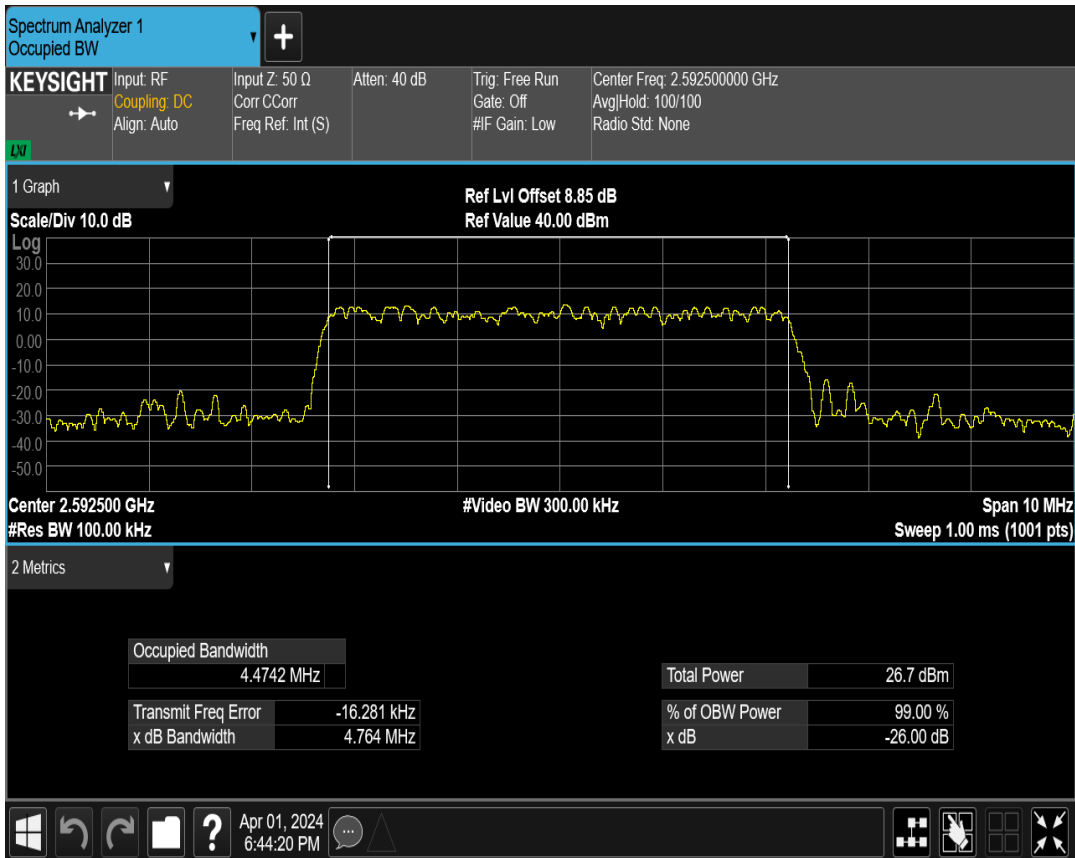 Spectrum Analyzer 1
Occupied BW
+
KEYSIGHT
LXI
Input: RF
Coupling: DC
Align: Auto
Input Z: 50 Ω
Corr CCorr
Freq Ref: Int (S)
Atten: 40 dB
Trig: Free Run
Gate: Off
#IF Gain: Low
Center Freq: 2.592500000 GHz
Avg|Hold: 100/100
Radio Std: None
1 Graph
Scale/Div 10.0 dB
Ref Lvl Offset 8.85 dB
Ref Value 40.00 dBm
Log
30.0
20.0
10.0
0.00
-10.0
-20.0
-30.0
-40.0
-50.0
Center 2.592500 GHz
#Video BW 300.00 kHz
Span 10 MHz
#Res BW 100.00 kHz
Sweep 1.00 ms (1001 pts)
2 Metrics
Occupied Bandwidth
4.4742 MHz
Total Power 26.7 dBm
Transmit Freq Error -16.281 kHz
% of OBW Power 99.00 %
x dB Bandwidth 4.764 MHz
x dB -26.00 dB
?
Apr 01, 2024
6:44:20 PM